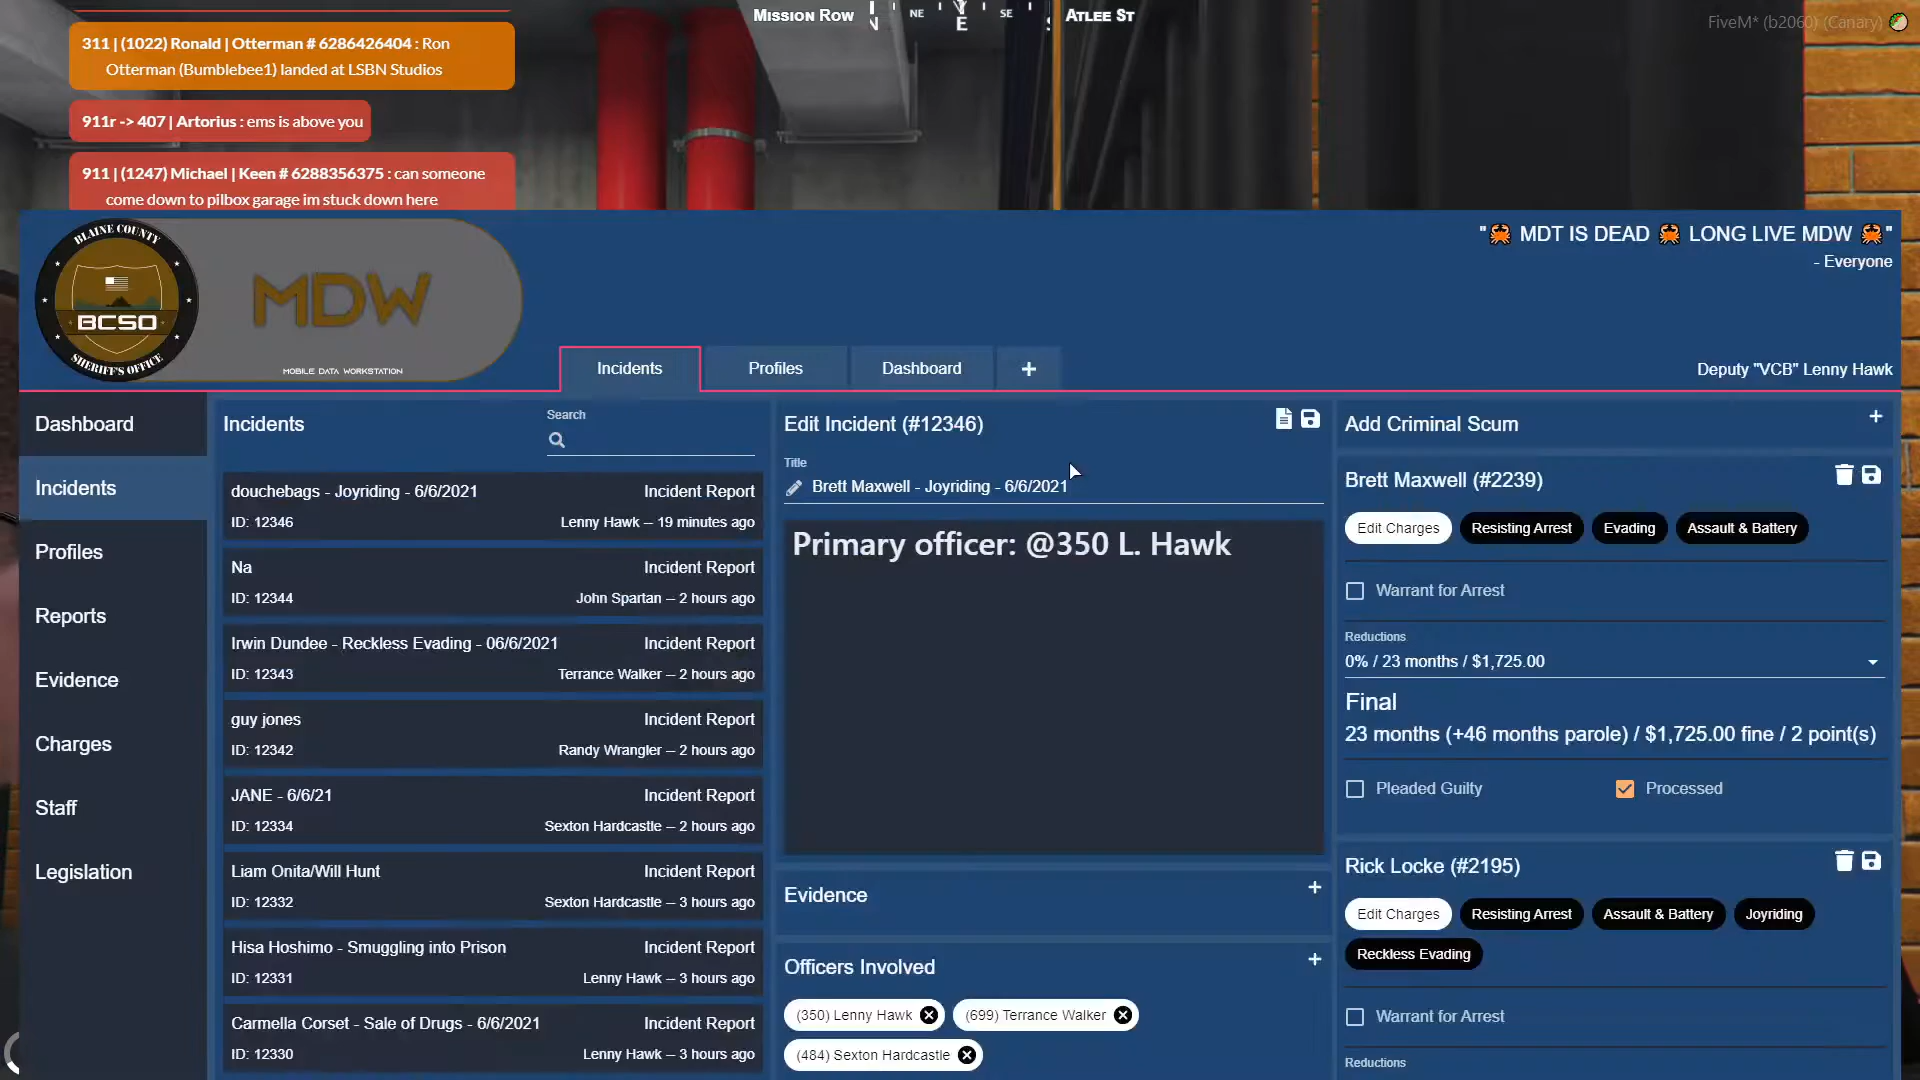 Mission Row
N
NE
E
SE
Atlee St
FiveM* (b2060) (Canary)
311 | (1022) Ronald | Otterman # 6286426404 : Ron
Otterman (Bumblebee1) landed at LSBN Studios
911r -> 407 | Artorius : ems is above you
911 | (1247) Michael | Keen # 6288356375 : can someone
come down to pilbox garage im stuck down here
BLAINE COUNTY
BCSO
SHERIFF'S OFFICE
MDW
MOBILE DATA WORKSTATION
"🦀 MDT IS DEAD 🦀 LONG LIVE MDW 🦀"
- Everyone
Incidents
Profiles
Dashboard
+
Deputy "VCB" Lenny Hawk
Dashboard
Incidents
Profiles
Reports
Evidence
Charges
Staff
Legislation
Incidents
Search
douchebags - Joyriding - 6/6/2021
Incident Report
ID: 12346
Lenny Hawk – 19 minutes ago
Na
Incident Report
ID: 12344
John Spartan – 2 hours ago
Irwin Dundee - Reckless Evading - 06/6/2021
Incident Report
ID: 12343
Terrance Walker – 2 hours ago
guy jones
Incident Report
ID: 12342
Randy Wrangler – 2 hours ago
JANE - 6/6/21
Incident Report
ID: 12334
Sexton Hardcastle – 2 hours ago
Liam Onita/Will Hunt
Incident Report
ID: 12332
Sexton Hardcastle – 3 hours ago
Hisa Hoshimo - Smuggling into Prison
Incident Report
ID: 12331
Lenny Hawk – 3 hours ago
Carmella Corset - Sale of Drugs - 6/6/2021
Incident Report
ID: 12330
Lenny Hawk – 3 hours ago
Edit Incident (#12346)
Title
Brett Maxwell - Joyriding - 6/6/2021
Primary officer: @350 L. Hawk
Evidence
+
Officers Involved
+
(350) Lenny Hawk
(699) Terrance Walker
(484) Sexton Hardcastle
Add Criminal Scum
+
Brett Maxwell (#2239)
Edit Charges
Resisting Arrest
Evading
Assault & Battery
Warrant for Arrest
Reductions
0% / 23 months / $1,725.00
Final
23 months (+46 months parole) / $1,725.00 fine / 2 point(s)
Pleaded Guilty
Processed
Rick Locke (#2195)
Edit Charges
Resisting Arrest
Assault & Battery
Joyriding
Reckless Evading
Warrant for Arrest
Reductions